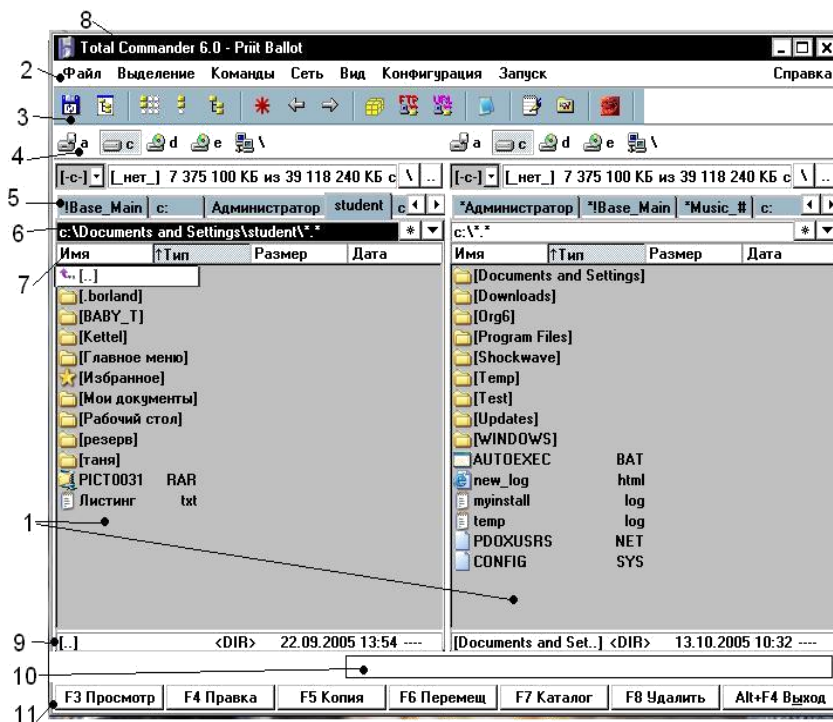 8
Total Commander 6.0 - Priit Ballot
2 Файл Выделение Команды Сеть Вид Конфигурация Запуск Справка
3 FTP
4 a c d e \ a c d e \
[-c-] [_нет_] 7 375 100 КБ из 39 118 240 КБ с \ .. [-c-] [_нет_] 7 375 100 КБ из 39 118 240 КБ с \ ..
5 *!Base_Main c: Администратор student c *Администратор *!Base_Main *Music_# c:
6 c:\Documents and Settings\student\*.* * c:\*.* *
7 Имя ↑Тип Размер Дата Имя ↑Тип Размер Дата
[..] [Documents and Settings]
[.borland] [Downloads]
[BABY_T] [Org6]
[Kettel] [Program Files]
[Главное меню] [Shockwave]
[Избранное] [Temp]
[Мои документы] [Test]
[Рабочий стол] [Updates]
[резерв] [WINDOWS]
[таня] AUTOEXEC BAT
PICT0031 RAR new_log html
Листинг txt myinstall log
1 temp log
PDOXUSRS NET
CONFIG SYS
9 [..] <DIR> 22.09.2005 13:54 ---- [Documents and Set..] <DIR> 13.10.2005 10:32 ----
10
11 F3 Просмотр F4 Правка F5 Копия F6 Перемещ F7 Каталог F8 Удалить Alt+F4 Выход